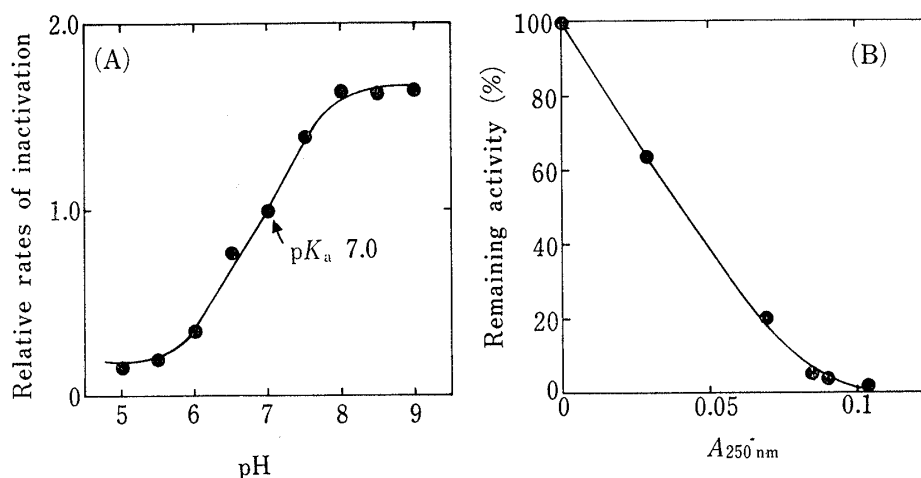 (A)
Relative rates of inactivation
2.0
1.0
0
pKa 7.0
5 6 7 8 9
pH
(B)
Remaining activity (%)
100
80
60
40
20
0
0 0.05 0.1
A250 nm